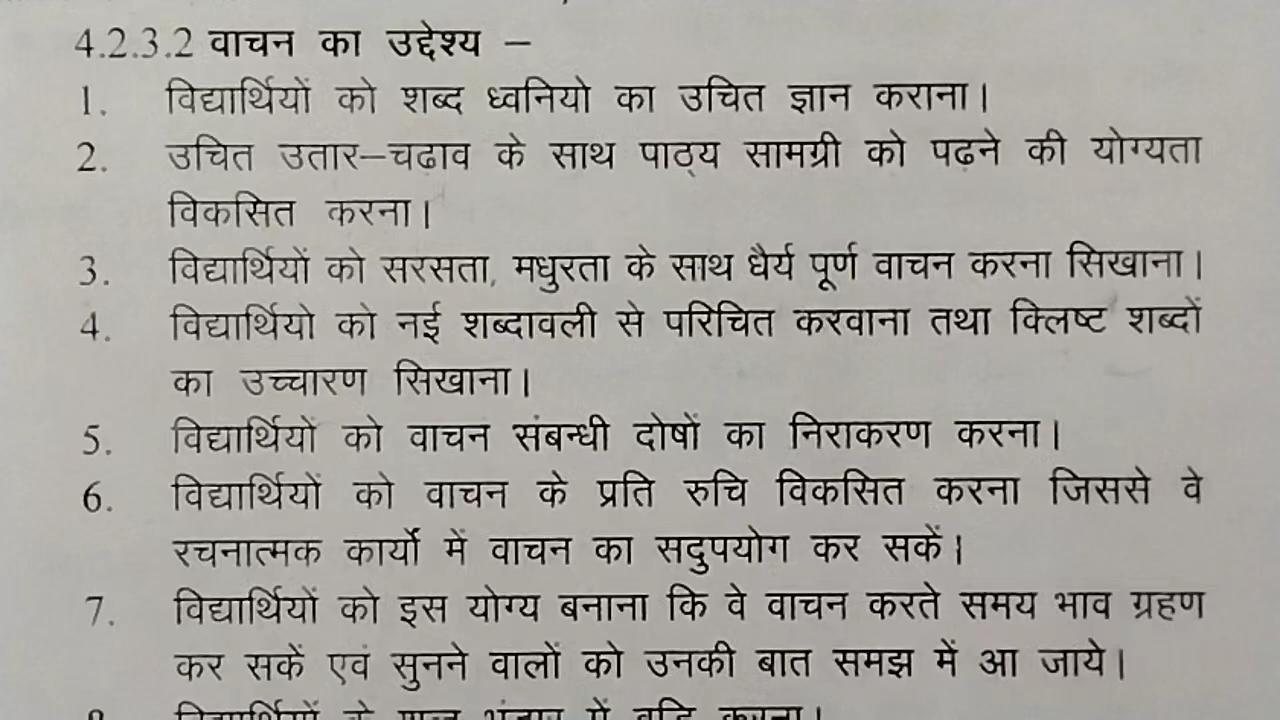 4.2.3.2 वाचन का उद्देश्य –
1. विद्यार्थियों को शब्द ध्वनियो का उचित ज्ञान कराना।
2. उचित उतार–चढाव के साथ पाठ्य सामग्री को पढ़ने की योग्यता
विकसित करना।
3. विद्यार्थियों को सरसता, मधुरता के साथ धैर्य पूर्ण वाचन करना सिखाना।
4. विद्यार्थियो को नई शब्दावली से परिचित करवाना तथा क्लिष्ट शब्दों
का उच्चारण सिखाना।
5. विद्यार्थियों को वाचन संबन्धी दोषों का निराकरण करना।
6. विद्यार्थियों को वाचन के प्रति रुचि विकसित करना जिससे वे
रचनात्मक कार्यों में वाचन का सदुपयोग कर सकें।
7. विद्यार्थियों को इस योग्य बनाना कि वे वाचन करते समय भाव ग्रहण
कर सकें एवं सुनने वालों को उनकी बात समझ में आ जाये।
8. विद्यार्थियों में वृद्धि करना।